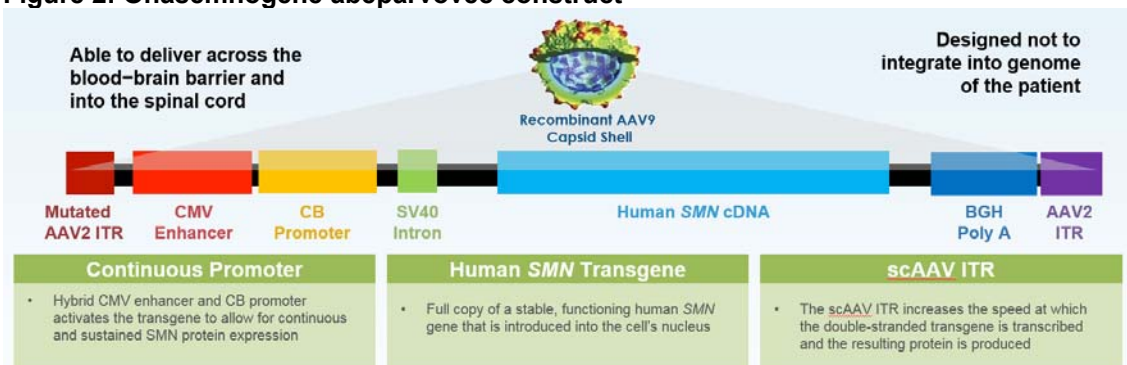 Able to deliver across the
blood–brain barrier and
into the spinal cord
Designed not to
integrate into genome
of the patient
Recombinant AAV9
Capsid Shell
Mutated
AAV2 ITR
CMV
Enhancer
CB
Promoter
SV40
Intron
Human SMN cDNA
BGH
Poly A
AAV2
ITR
Continuous Promoter
• Hybrid CMV enhancer and CB promoter
activates the transgene to allow for continuous
and sustained SMN protein expression
Human SMN Transgene
• Full copy of a stable, functioning human SMN
gene that is introduced into the cell's nucleus
scAAV ITR
• The scAAV ITR increases the speed at which
the double-stranded transgene is transcribed
and the resulting protein is produced